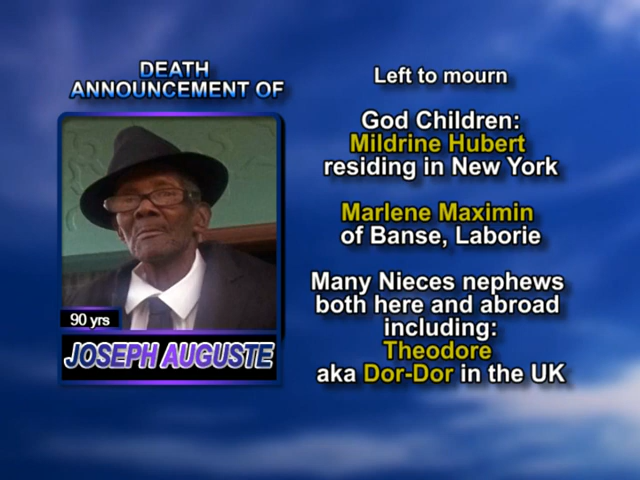 DEATH
ANNOUNCEMENT OF
90 yrs
JOSEPH AUGUSTE
Left to mourn
God Children:
Mildrine Hubert
residing in New York
Marlene Maximin
of Banse, Laborie
Many Nieces nephews
both here and abroad
including:
Theodore
aka Dor-Dor in the UK